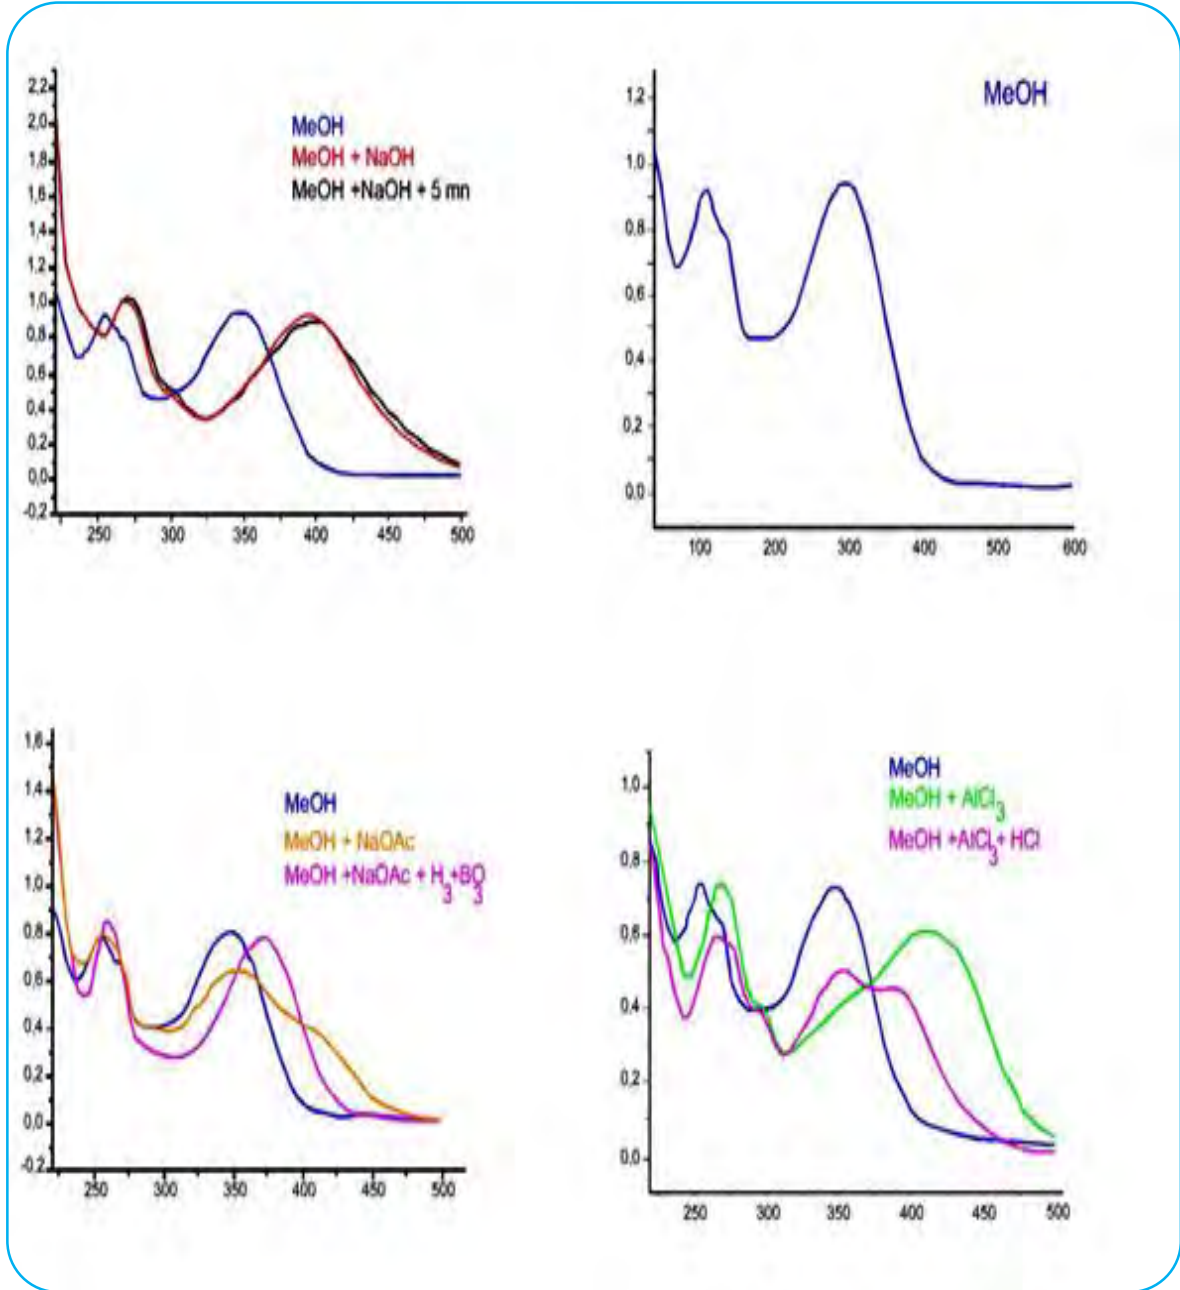 2,2
2,0
1,8
1,6
1,4
1,2
1,0
0,8
0,6
0,4
0,2
0,0
-0,2
250 300 350 400 450 500
MeOH
MeOH + NaOH
MeOH +NaOH + 5 mn
1,2
1,0
0,8
0,6
0,4
0,2
0,0
100 200 300 400 500 600
MeOH
1,6
1,4
1,2
1,0
0,8
0,6
0,4
0,2
0,0
-0,2
250 300 350 400 450 500
MeOH
MeOH + NaOAc
MeOH +NaOAc + H3+BO3
1,0
0,8
0,6
0,4
0,2
0,0
250 300 350 400 450 500
MeOH
MeOH + AlCl3
MeOH +AlCl3+ HCl